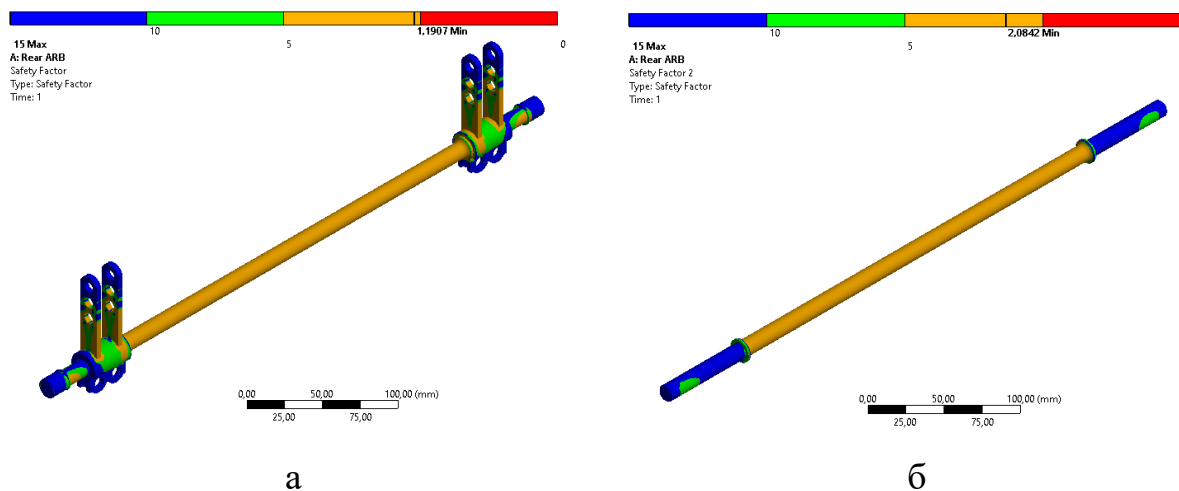 10
5
1,1907 Min
0
15 Max
A: Rear ARB
Safety Factor
Type: Safety Factor
Time: 1
0,00 50,00 100,00 (mm)
25,00 75,00
а
10
5
2,0842 Min
15 Max
A: Rear ARB
Safety Factor 2
Type: Safety Factor
Time: 1
0,00 50,00 100,00 (mm)
25,00 75,00
б